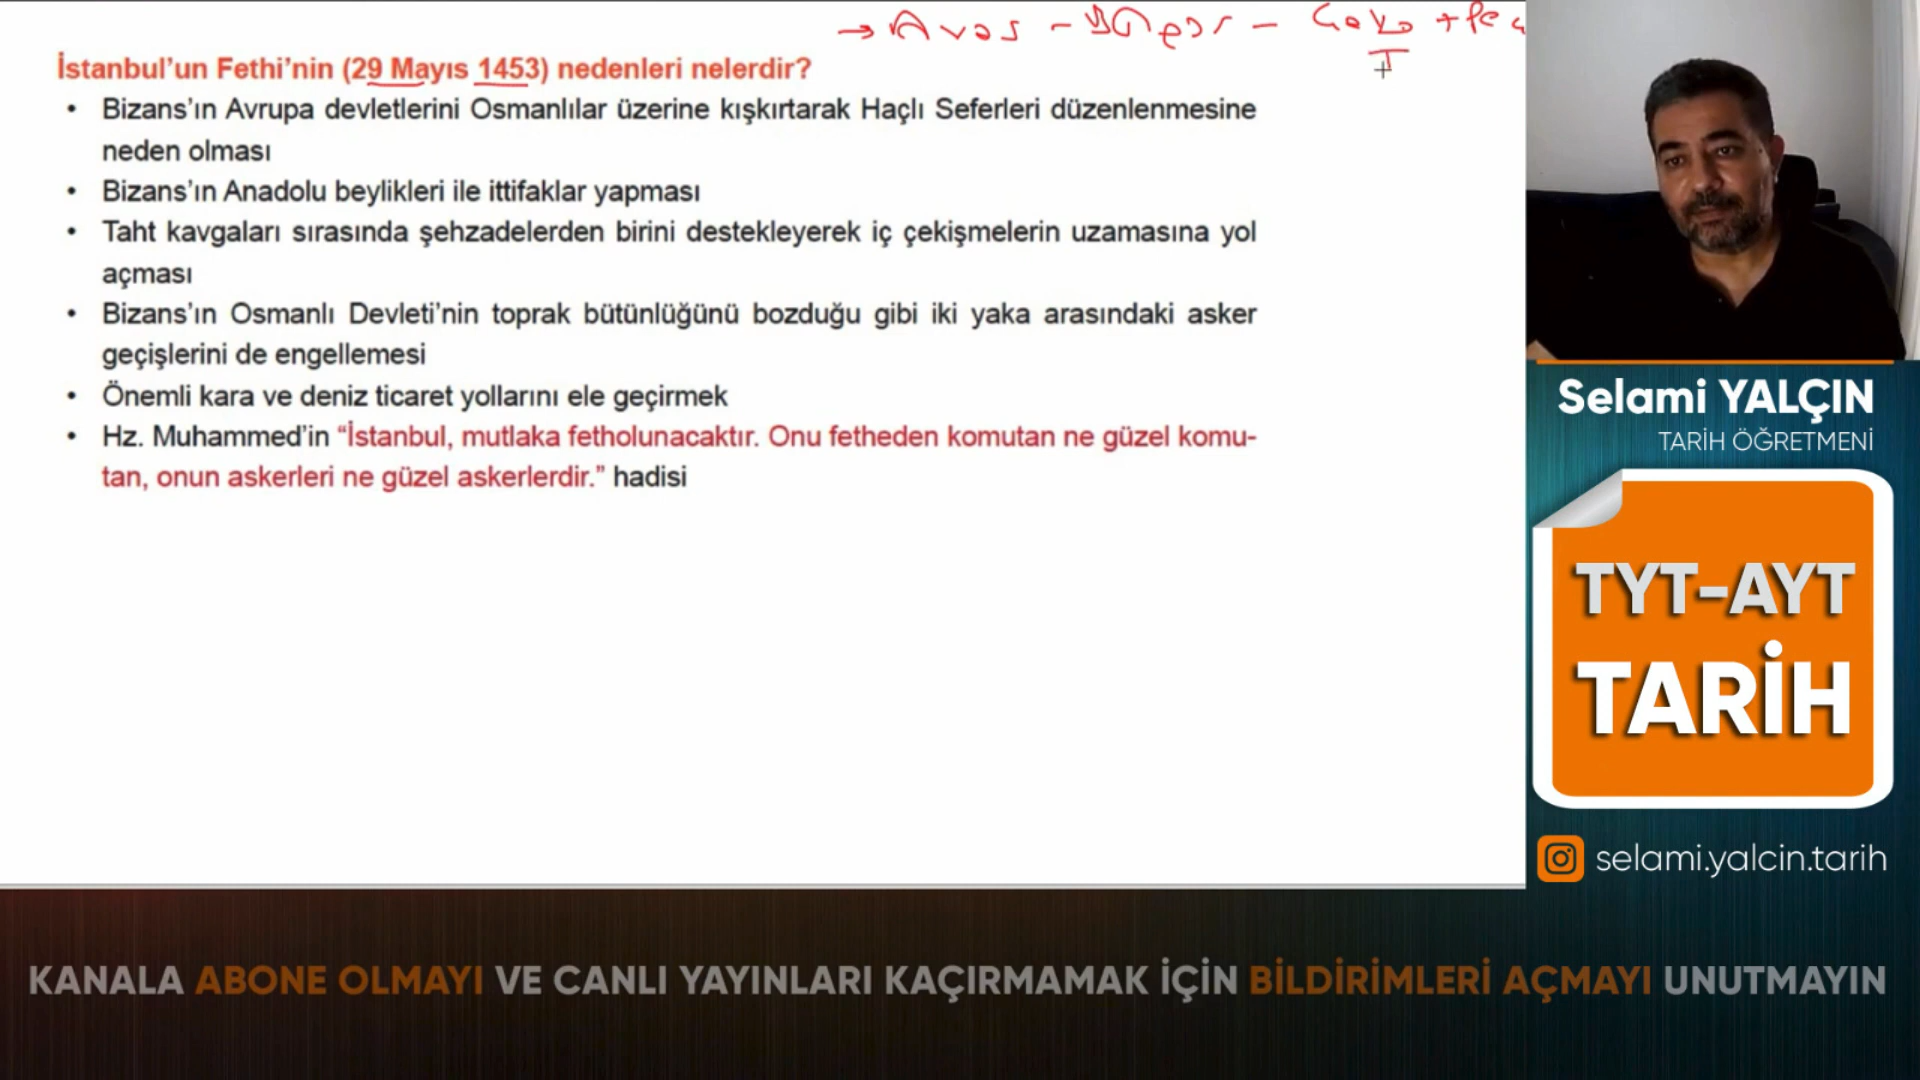 → Avar - Bulgar -
İstanbul'un Fethi'nin (29 Mayıs 1453) nedenleri nelerdir?
• Bizans'ın Avrupa devletlerini Osmanlılar üzerine kışkırtarak Haçlı Seferleri düzenlenmesine
neden olması
• Bizans'ın Anadolu beylikleri ile ittifaklar yapması
• Taht kavgaları sırasında şehzadelerden birini destekleyerek iç çekişmelerin uzamasına yol
açması
• Bizans'ın Osmanlı Devleti'nin toprak bütünlüğünü bozduğu gibi iki yaka arasındaki asker
geçişlerini de engellemesi
• Önemli kara ve deniz ticaret yollarını ele geçirmek
• Hz. Muhammed'in “İstanbul, mutlaka fetholunacaktır. Onu fetheden komutan ne güzel komu-
tan, onun askerleri ne güzel askerlerdir.” hadisi
Selami YALÇIN
TARİH ÖĞRETMENİ
TYT-AYT
TARİH
selami.yalcin.tarih
KANALA ABONE OLMAYI VE CANLI YAYINLARI KAÇIRMAMAK İÇİN BİLDİRİMLERİ AÇMAYI UNUTMAYIN